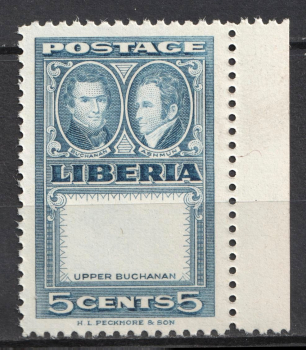 POSTAGE
BUCHANAN ASHMUN
LIBERIA
UPPER BUCHANAN
5 CENTS 5
H. L. PECKMORE & SON